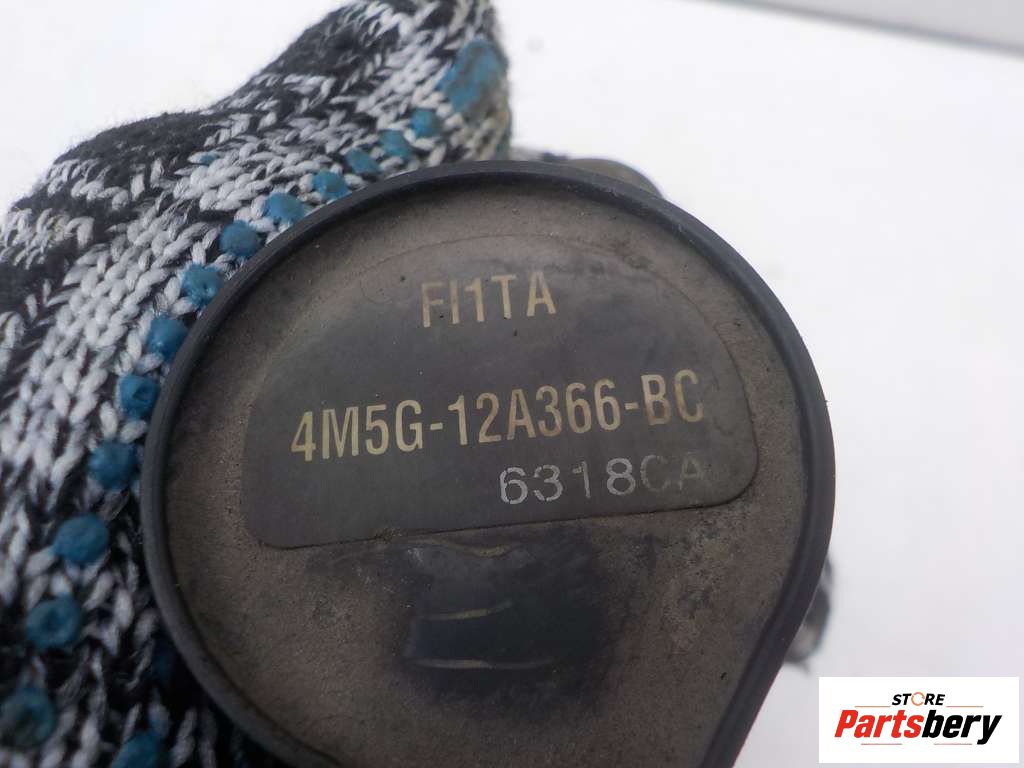 FI1TA
4M5G-12A366-BC
6318CA
STORE
Partsbery